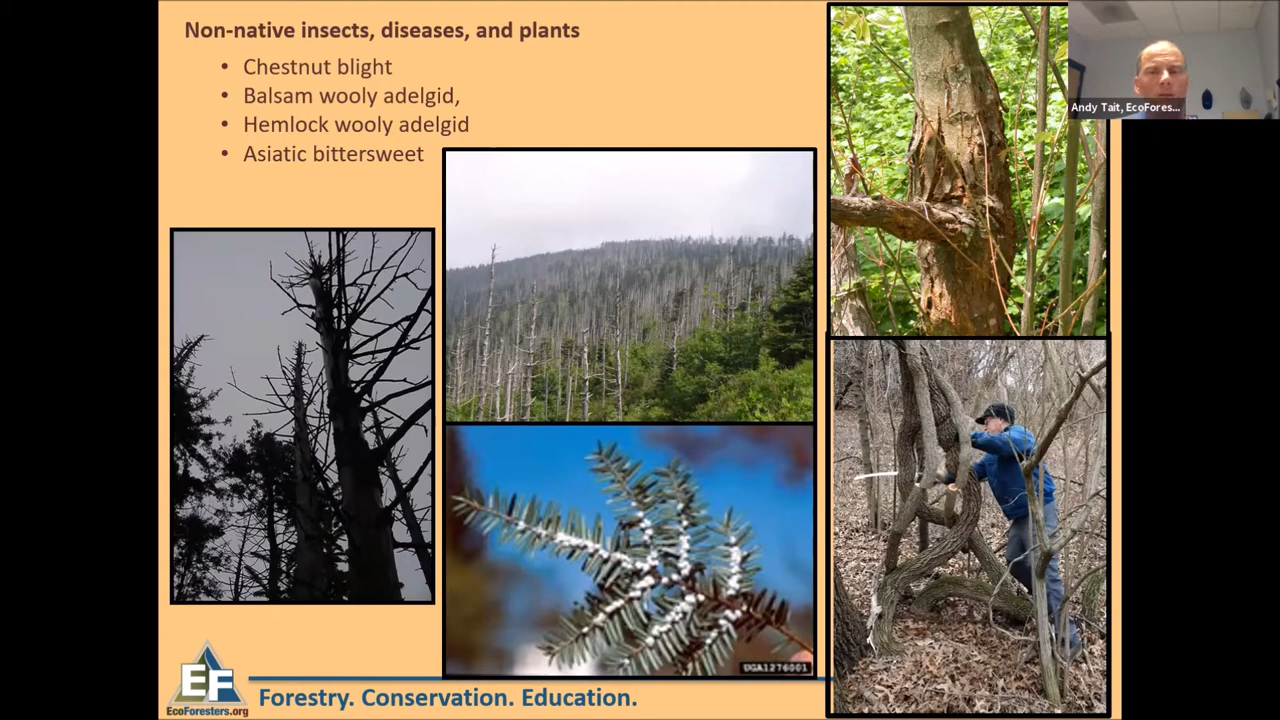 Non-native insects, diseases, and plants
• Chestnut blight
• Balsam wooly adelgid,
• Hemlock wooly adelgid
• Asiatic bittersweet
Andy Tait, EcoFores...
UGA1276001
EF
EcoForesters.org
Forestry. Conservation. Education.